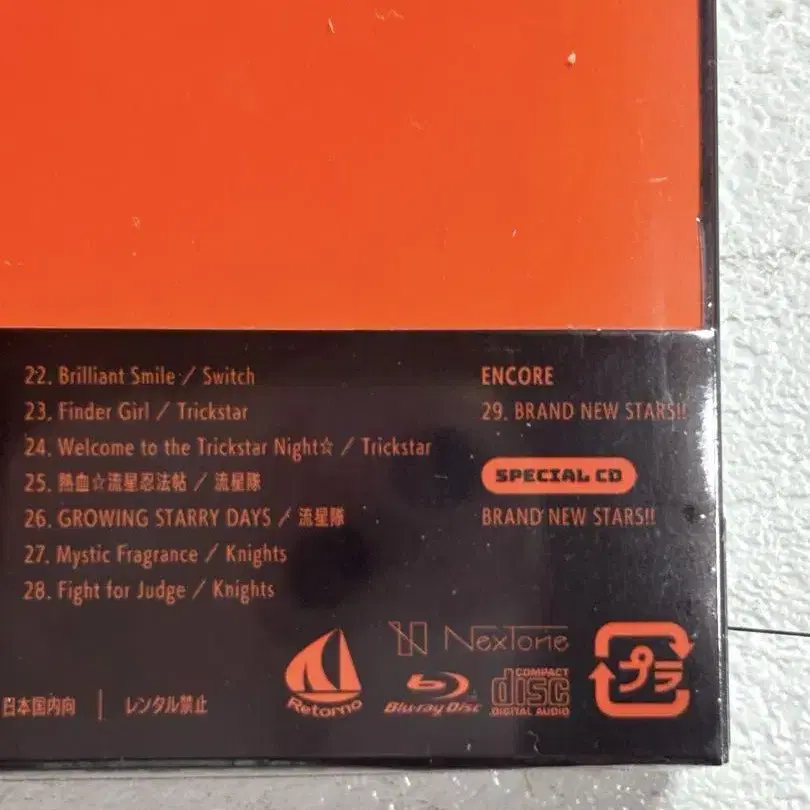 22. Brilliant Smile / Switch
23. Finder Girl / Trickstar
24. Welcome to the Trickstar Night☆ / Trickstar
25. 熱血☆流星忍法帖 / 流星隊
26. GROWING STARRY DAYS / 流星隊
27. Mystic Fragrance / Knights
28. Fight for Judge / Knights
ENCORE
29. BRAND NEW STARS!!
SPECIAL CD
BRAND NEW STARS!!
日本国内向 | レンタル禁止
Retorno
NexTone
Blu-ray Disc
COMPACT
disc
DIGITAL AUDIO
プラ